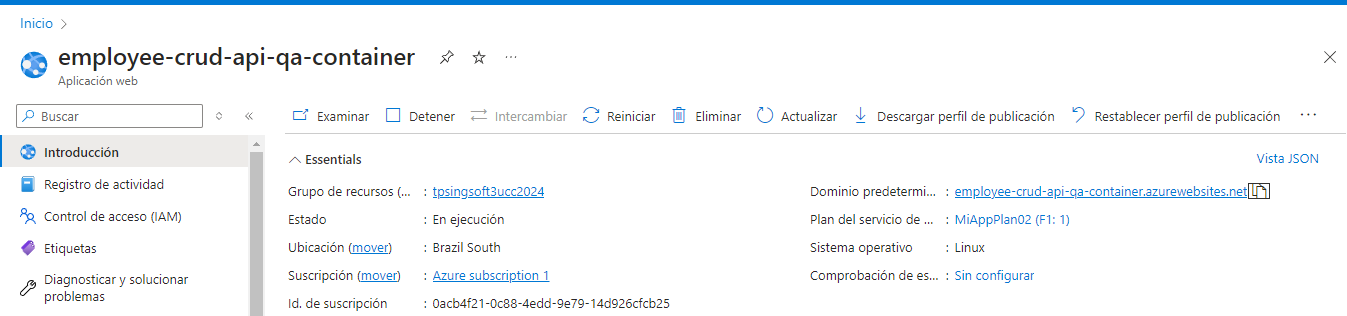 Inicio
employee-crud-api-qa-container
Aplicación web
Buscar
Examinar Detener Intercambiar Reiniciar Eliminar Actualizar Descargar perfil de publicación Restablecer perfil de publicación
Introducción
Registro de actividad
Control de acceso (IAM)
Etiquetas
Diagnosticar y solucionar
problemas
Essentials
Vista JSON
Grupo de recursos (... : tpsingsoft3ucc2024
Estado : En ejecución
Ubicación (mover) : Brazil South
Suscripción (mover) : Azure subscription 1
Id. de suscripción : 0acb4f21-0c88-4edd-9e79-14d926cfcb25
Dominio predetermi... : employee-crud-api-qa-container.azurewebsites.net
Plan del servicio de ... : MiAppPlan02 (F1: 1)
Sistema operativo : Linux
Comprobación de es... : Sin configurar